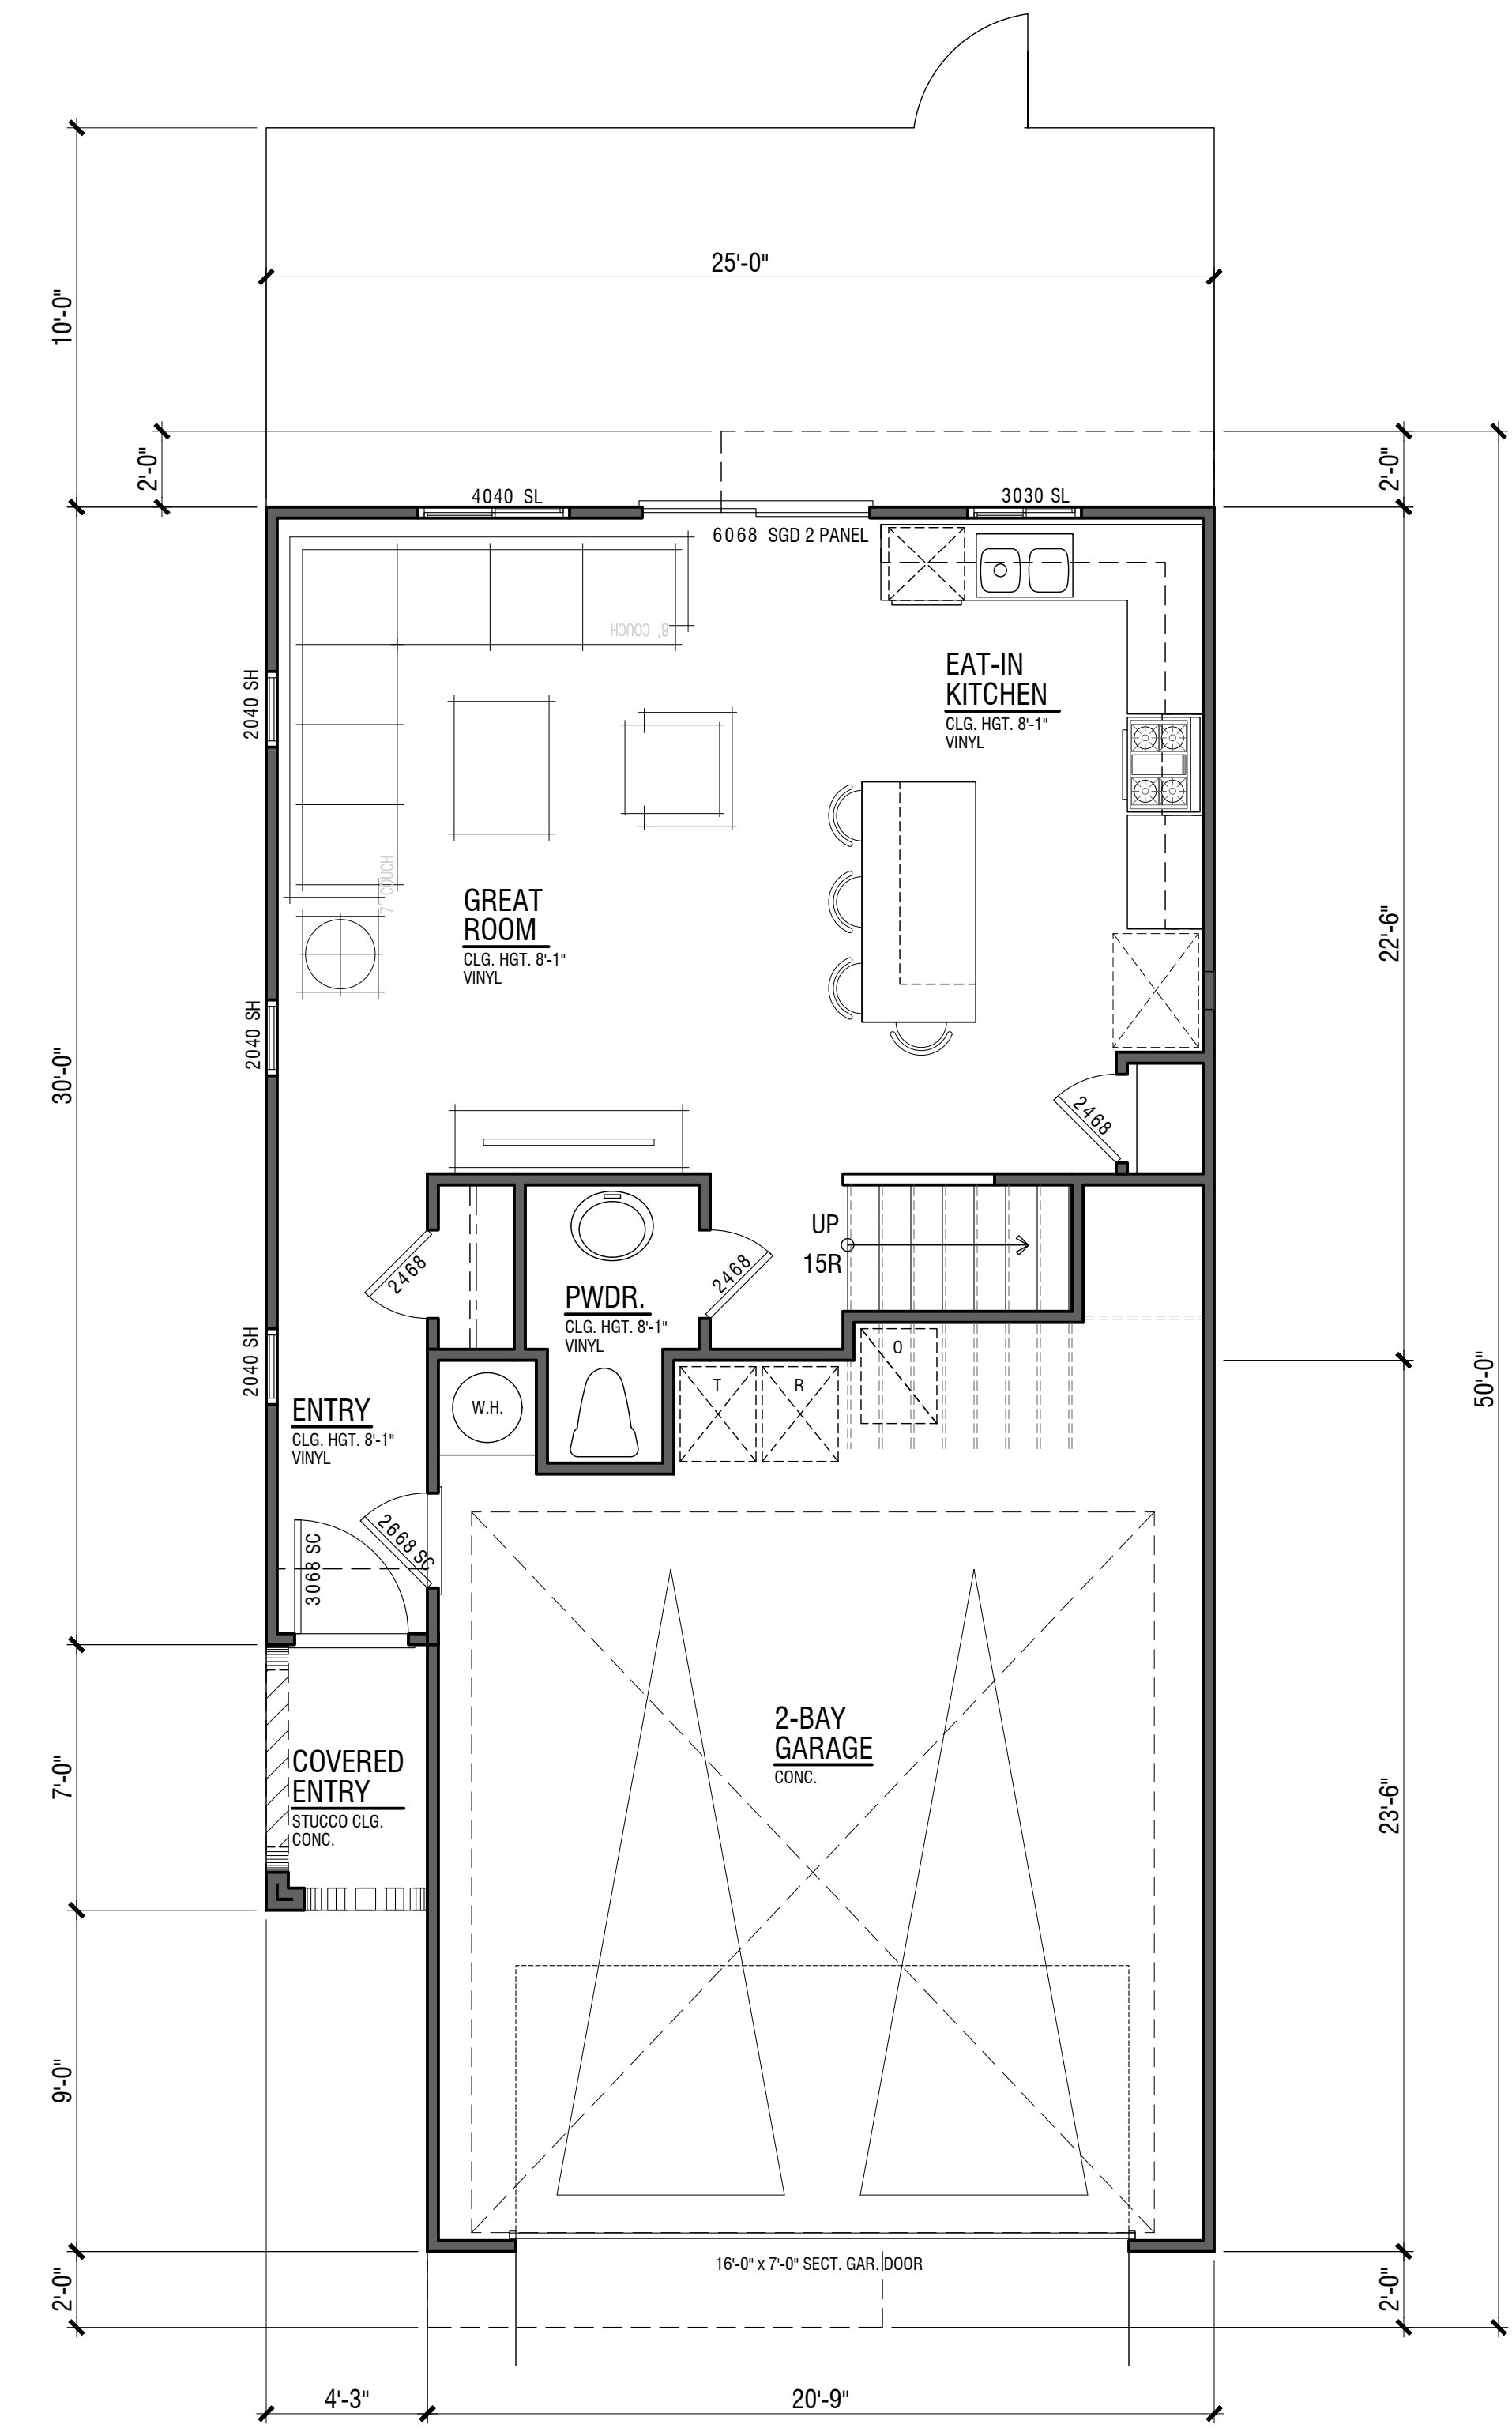 25'-0"
10'-0"
2'-0"
2'-0"
4040 SL
3030 SL
6068 SGD 2 PANEL
8' COUCH
EAT-IN
KITCHEN
CLG. HGT. 8'-1"
VINYL
2040 SH
7' COUCH
GREAT
ROOM
CLG. HGT. 8'-1"
VINYL
22'-6"
2040 SH
30'-0"
2468
UP
15R
2468
2468
PWDR.
CLG. HGT. 8'-1"
VINYL
O
2040 SH
50'-0"
T
R
W.H.
ENTRY
CLG. HGT. 8'-1"
VINYL
2668 SC
3068 SC
2-BAY
GARAGE
CONC.
7'-0"
COVERED
ENTRY
STUCCO CLG.
CONC.
23'-6"
9'-0"
16'-0" x 7'-0" SECT. GAR. DOOR
2'-0"
2'-0"
4'-3"
20'-9"